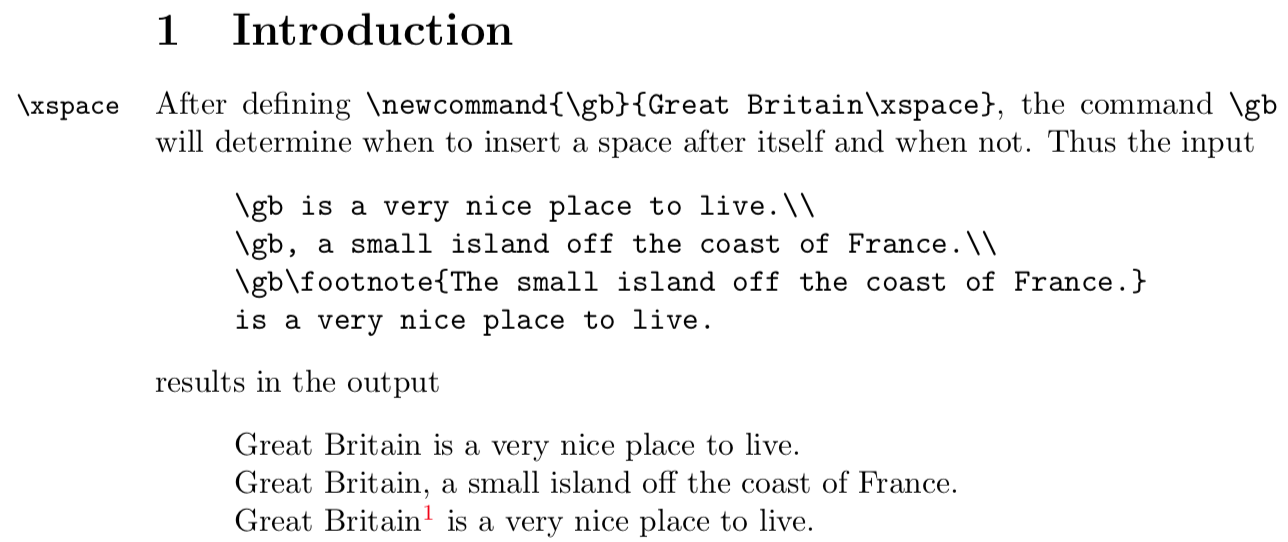 1 Introduction
\xspace After defining \newcommand{\gb}{Great Britain\xspace}, the command \gb
will determine when to insert a space after itself and when not. Thus the input
\gb is a very nice place to live.\\
\gb, a small island off the coast of France.\\
\gb\footnote{The small island off the coast of France.}
is a very nice place to live.
results in the output
Great Britain is a very nice place to live.
Great Britain, a small island off the coast of France.
Great Britain1 is a very nice place to live.